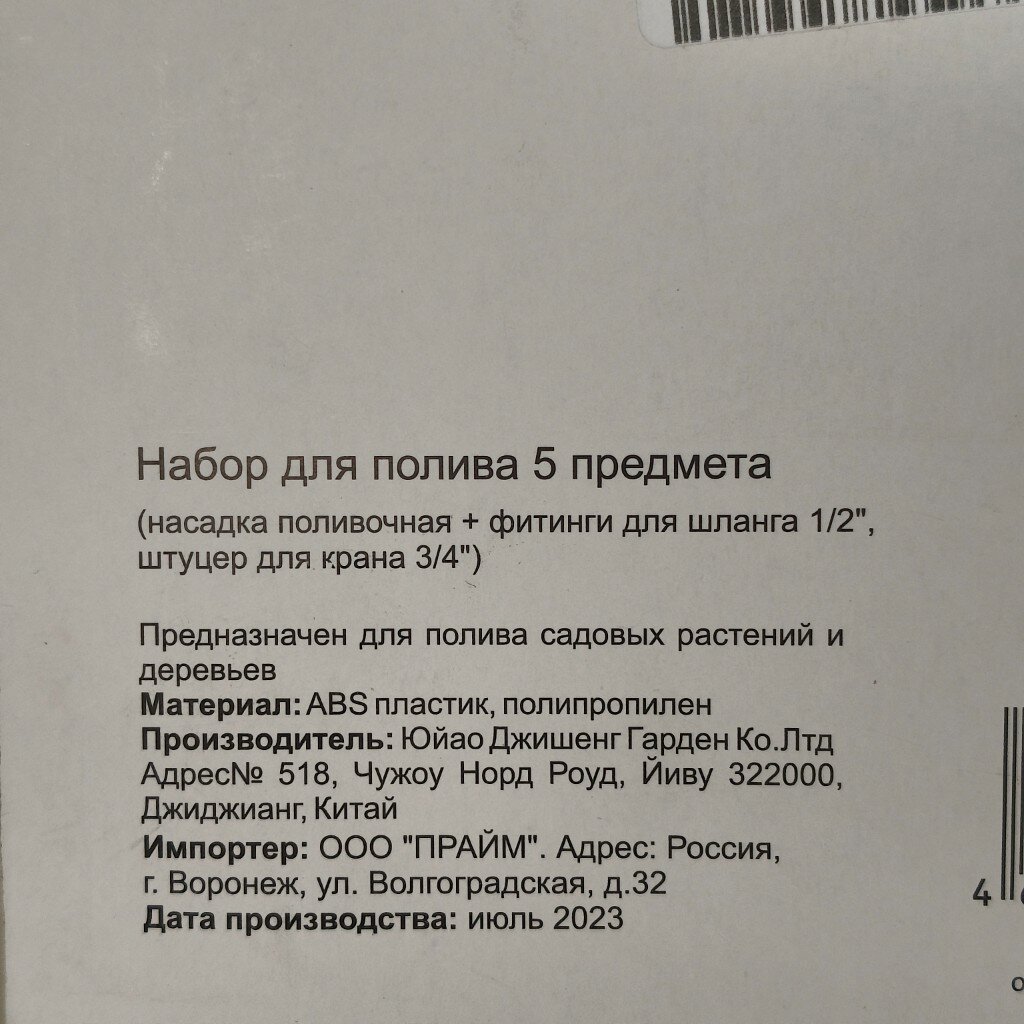 Набор для полива 5 предмета
(насадка поливочная + фитинги для шланга 1/2",
штуцер для крана 3/4")
Предназначен для полива садовых растений и
деревьев
Материал: ABS пластик, полипропилен
Производитель: Юйао Джишенг Гарден Ко.Лтд
Адрес№ 518, Чужоу Норд Роуд, Йиву 322000,
Джиджианг, Китай
Импортер: ООО "ПРАЙМ". Адрес: Россия,
г. Воронеж, ул. Волгоградская, д.32
Дата производства: июль 2023
4